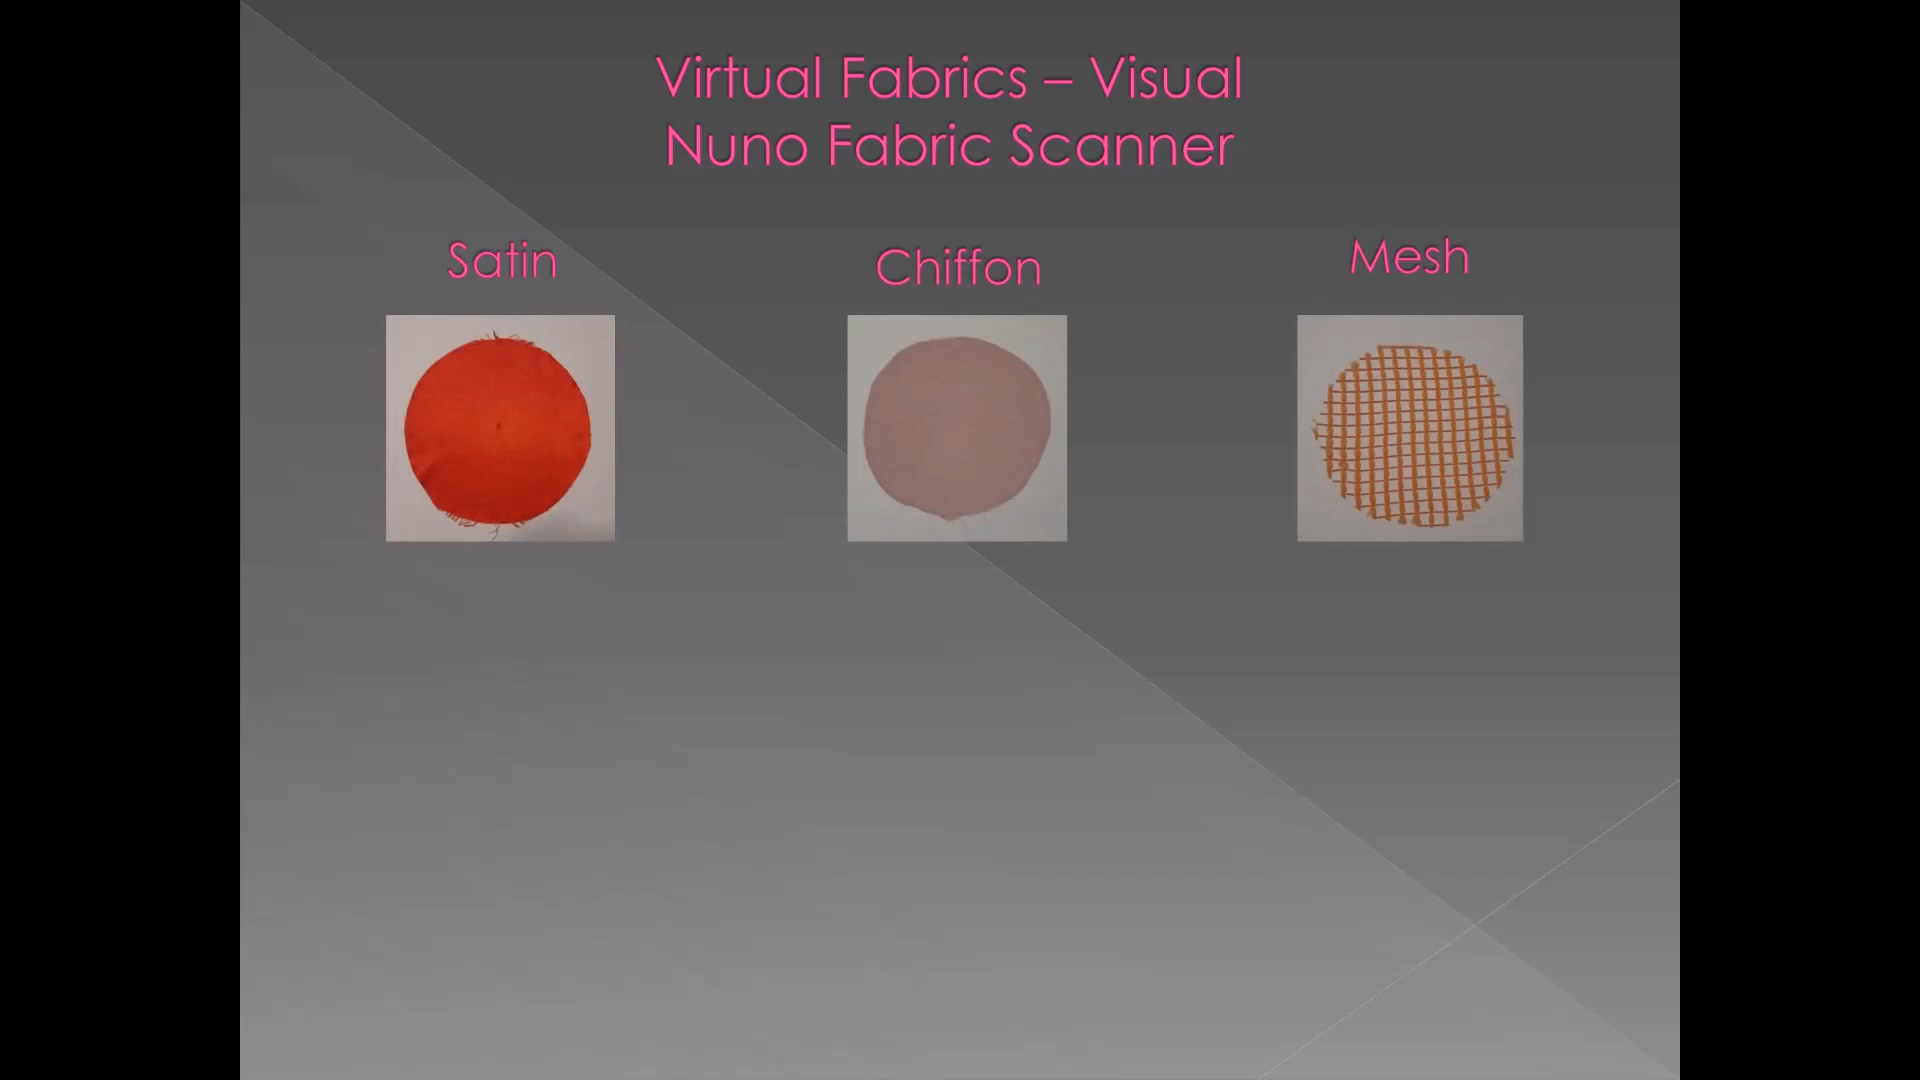 Virtual Fabrics – Visual
Nuno Fabric Scanner
Satin
Chiffon
Mesh